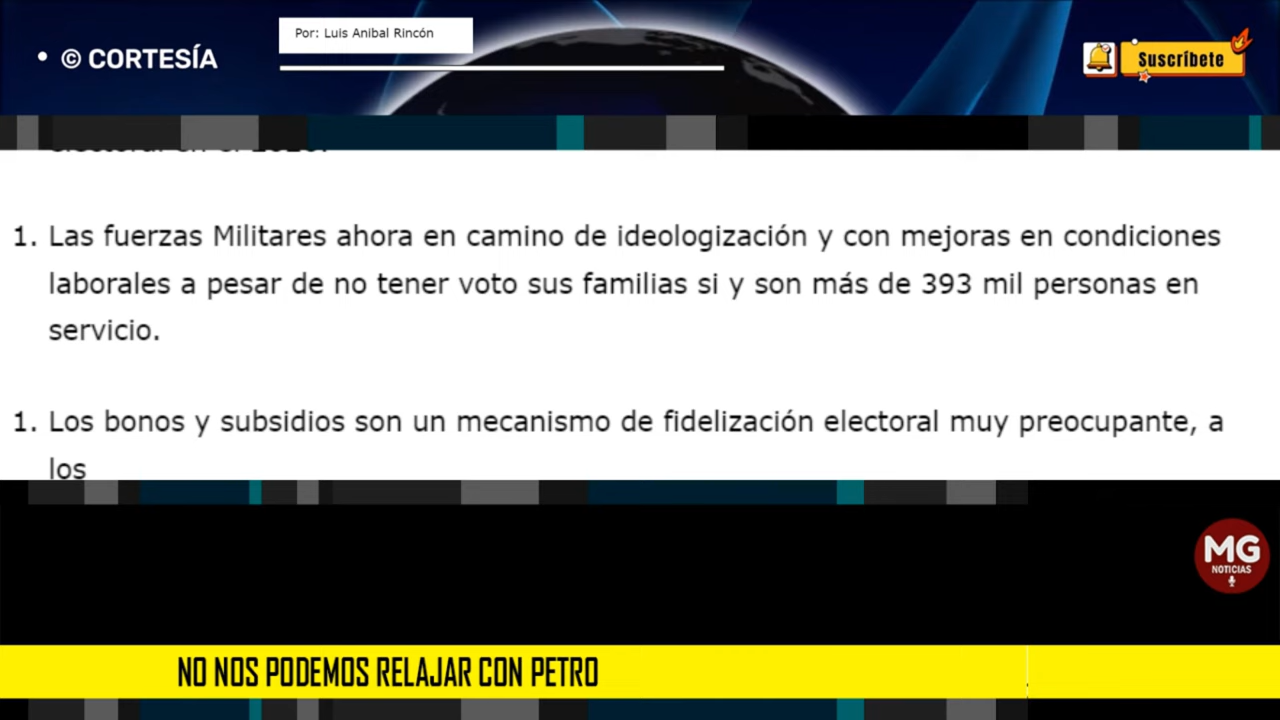 Por: Luis Anibal Rincón
• © CORTESÍA
Suscríbete
1. Las fuerzas Militares ahora en camino de ideologización y con mejoras en condiciones
laborales a pesar de no tener voto sus familias si y son más de 393 mil personas en
servicio.
1. Los bonos y subsidios son un mecanismo de fidelización electoral muy preocupante, a
los
MG
NOTICIAS
NO NOS PODEMOS RELAJAR CON PETRO